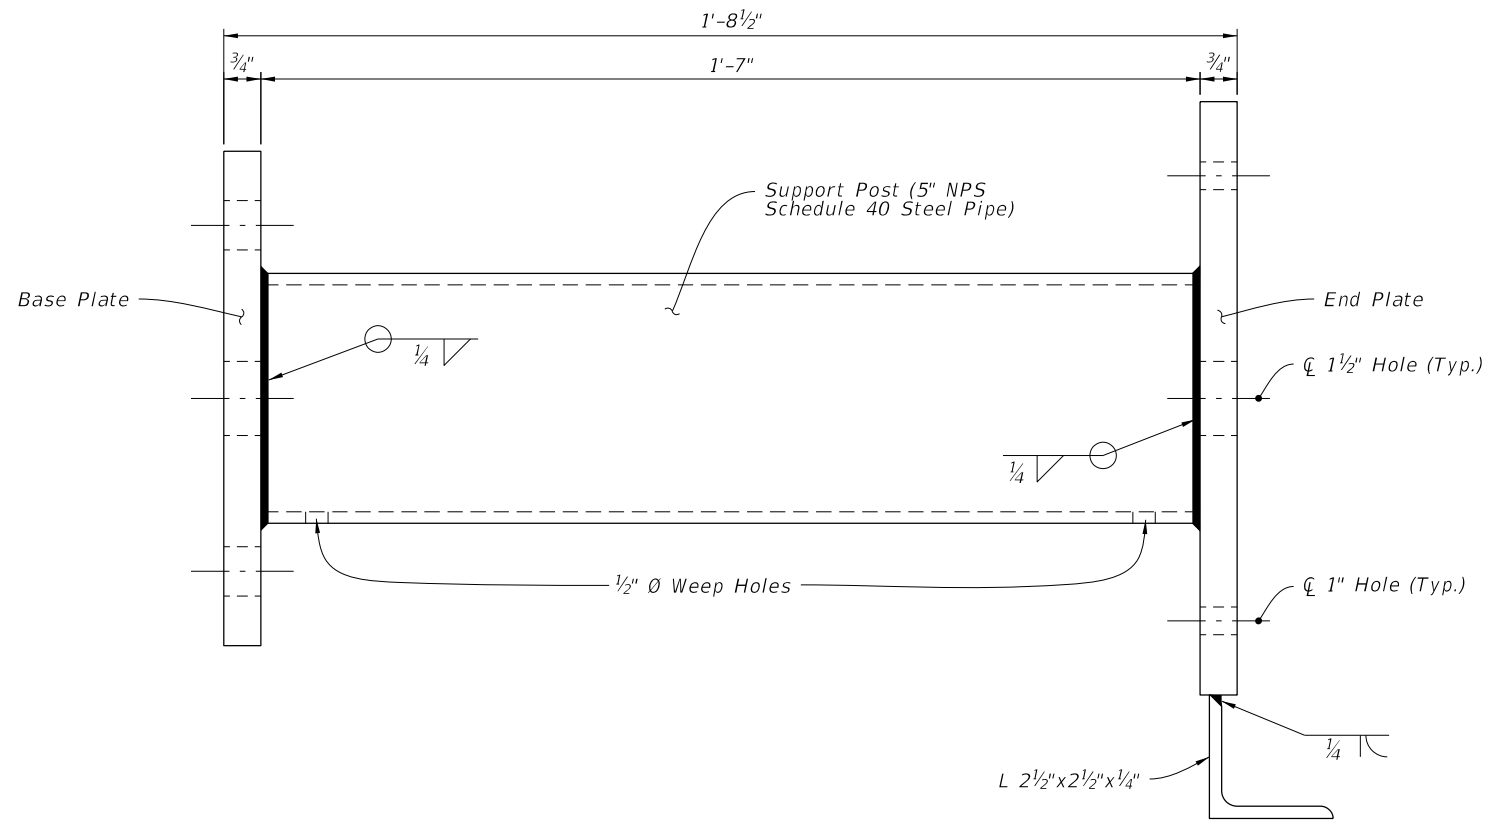 1'-8½"
¾"
1'-7"
¾"
Support Post (5" NPS
Schedule 40 Steel Pipe)
Base Plate
End Plate
¼
℄ 1½" Hole (Typ.)
¼
½" Ø Weep Holes
℄ 1" Hole (Typ.)
¼
L 2½"x2½"x¼"